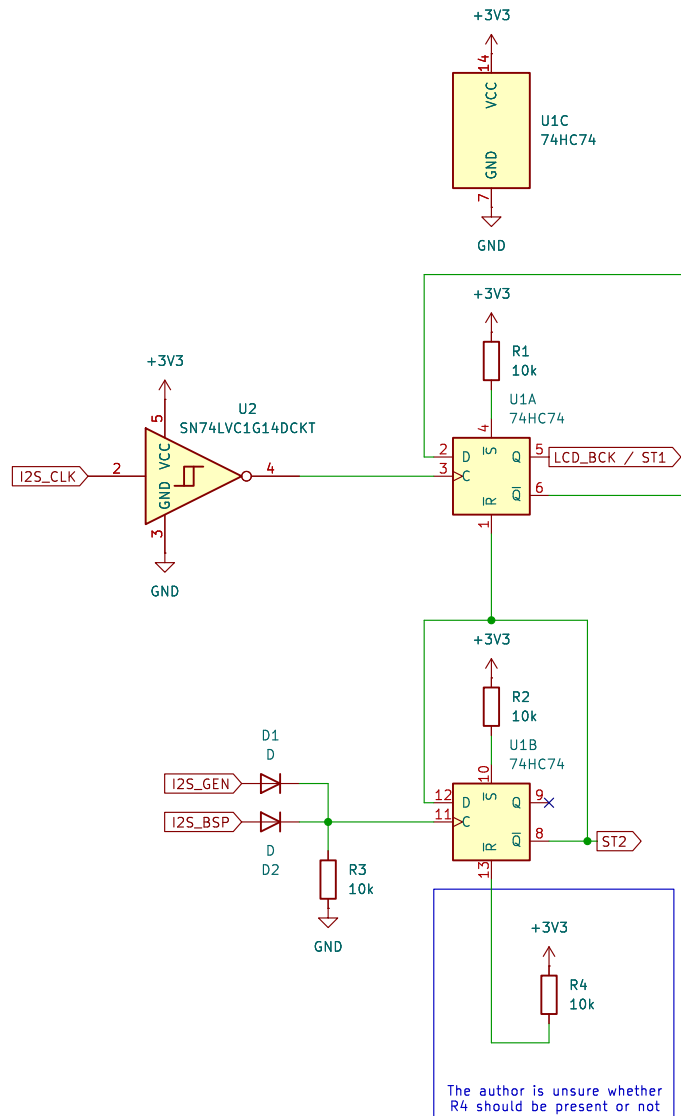 +3V3
14
VCC
U1C
74HC74
GND
7
GND
+3V3
R1
10k
+3V3
U1A
74HC74
U2
SN74LVC1G14DCKT
5
4
VCC
S
2
D
Q
5
LCD_BCK / ST1
I2S_CLK
2
4
3
C
GND
R
Q
6
3
1
GND
+3V3
R2
10k
D1
D
U1B
74HC74
10
I2S_GEN
S
12
D
Q
9
I2S_BSP
11
C
D
D2
R
Q
8
ST2
13
R3
10k
GND
+3V3
R4
10k
The author is unsure whether
R4 should be present or not